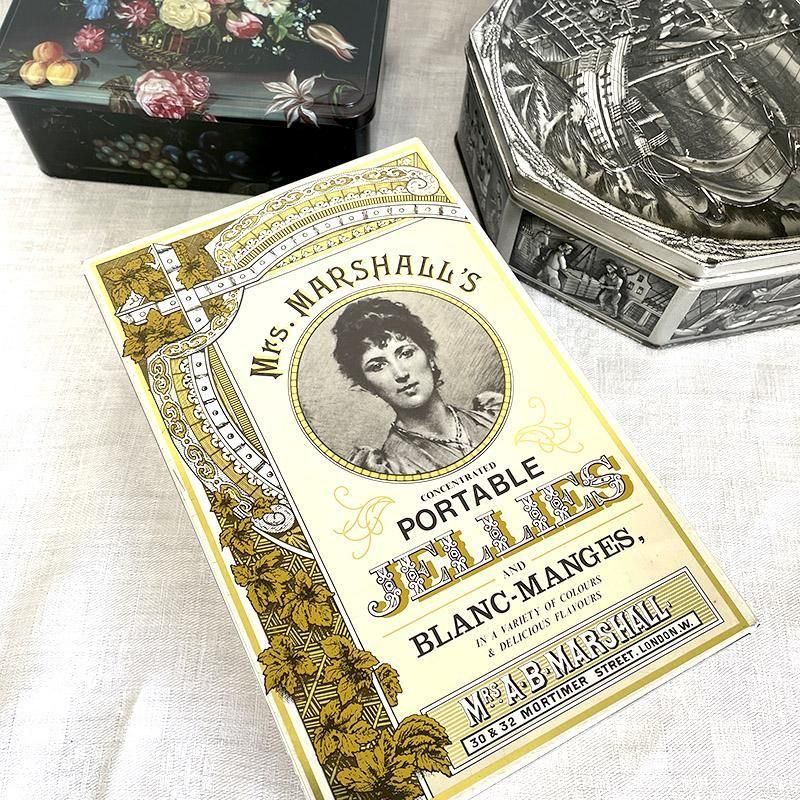 Mrs. MARSHALL'S
CONCENTRATED
PORTABLE
JELLIES
AND
BLANC-MANGES,
IN A VARIETY OF COLOURS
& DELICIOUS FLAVOURS
MRS. A·B·MARSHALL.
30 & 32 MORTIMER STREET. LONDON.W.